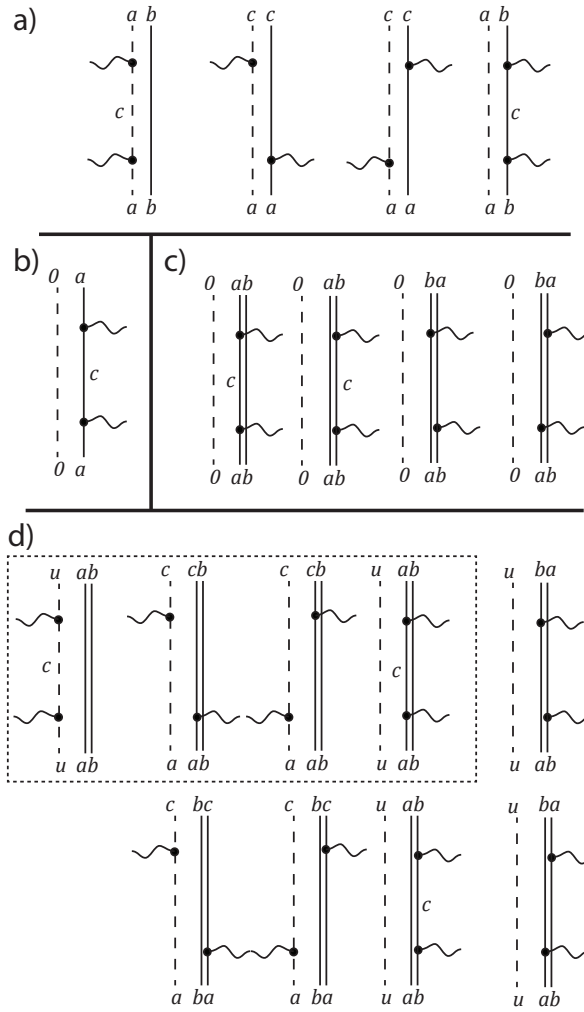 a)
a b c c c c a b
c c
a b a a a a a b
b) c)
0 a 0 ab 0 ab 0 ba 0 ba
c c c
0 a 0 ab 0 ab 0 ab 0 ab
d)
u ab c cb c cb u ab u ba
c c
u ab a ab a ab u ab u ab
c bc c bc u ab u ba
c
a ba a ba u ab u ab